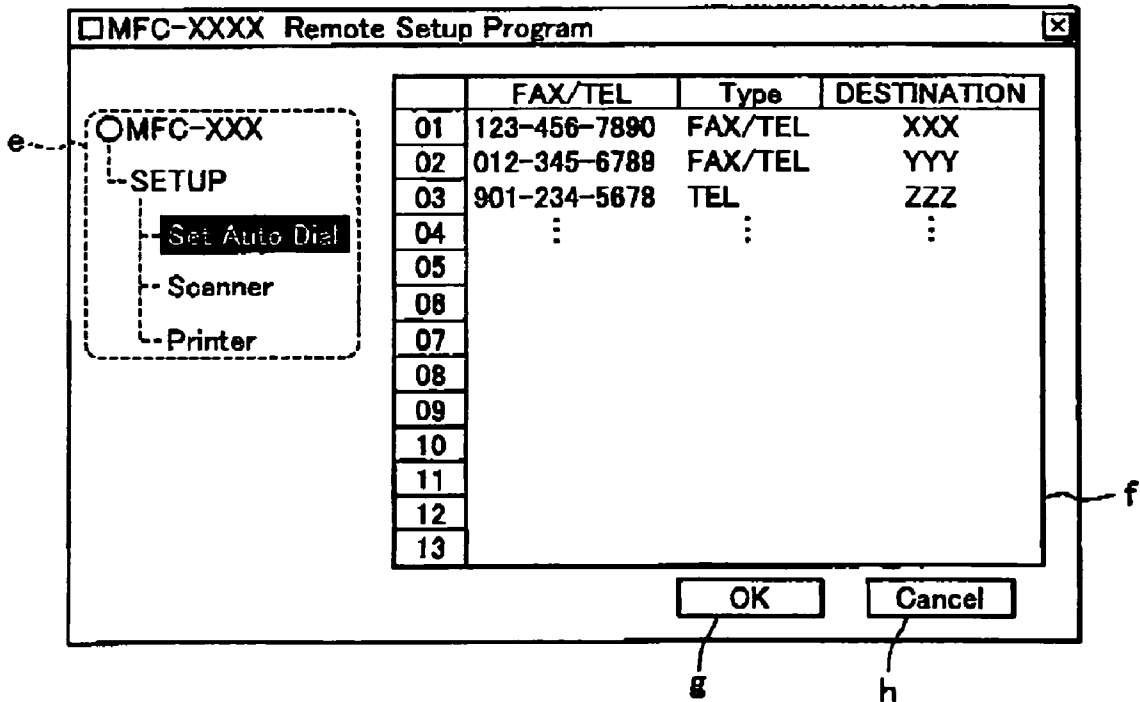 MFC-XXXX Remote Setup Program
FAX/TEL Type DESTINATION
e
MFC-XXX
SETUP
Set Auto Dial
Scanner
Printer
01 123-456-7890 FAX/TEL XXX
02 012-345-6789 FAX/TEL YYY
03 901-234-5678 TEL ZZZ
04 ⋮ ⋮ ⋮
05
06
07
08
09
10
11
12
13
f
OK Cancel
g h